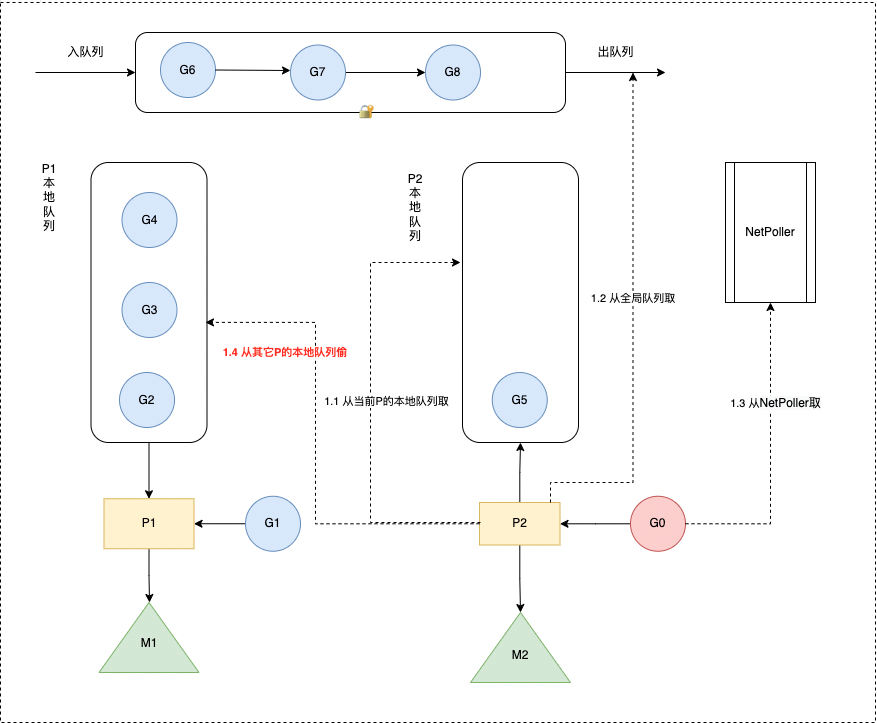 入队列
出队列
G6
G7
G8
P1
本
地
队
列
P2
本
地
队
列
G4
G3
G2
G5
NetPoller
1.2 从全局队列取
1.4 从其它P的本地队列偷
1.1 从当前P的本地队列取
1.3 从NetPoller取
P1
G1
P2
G0
M1
M2